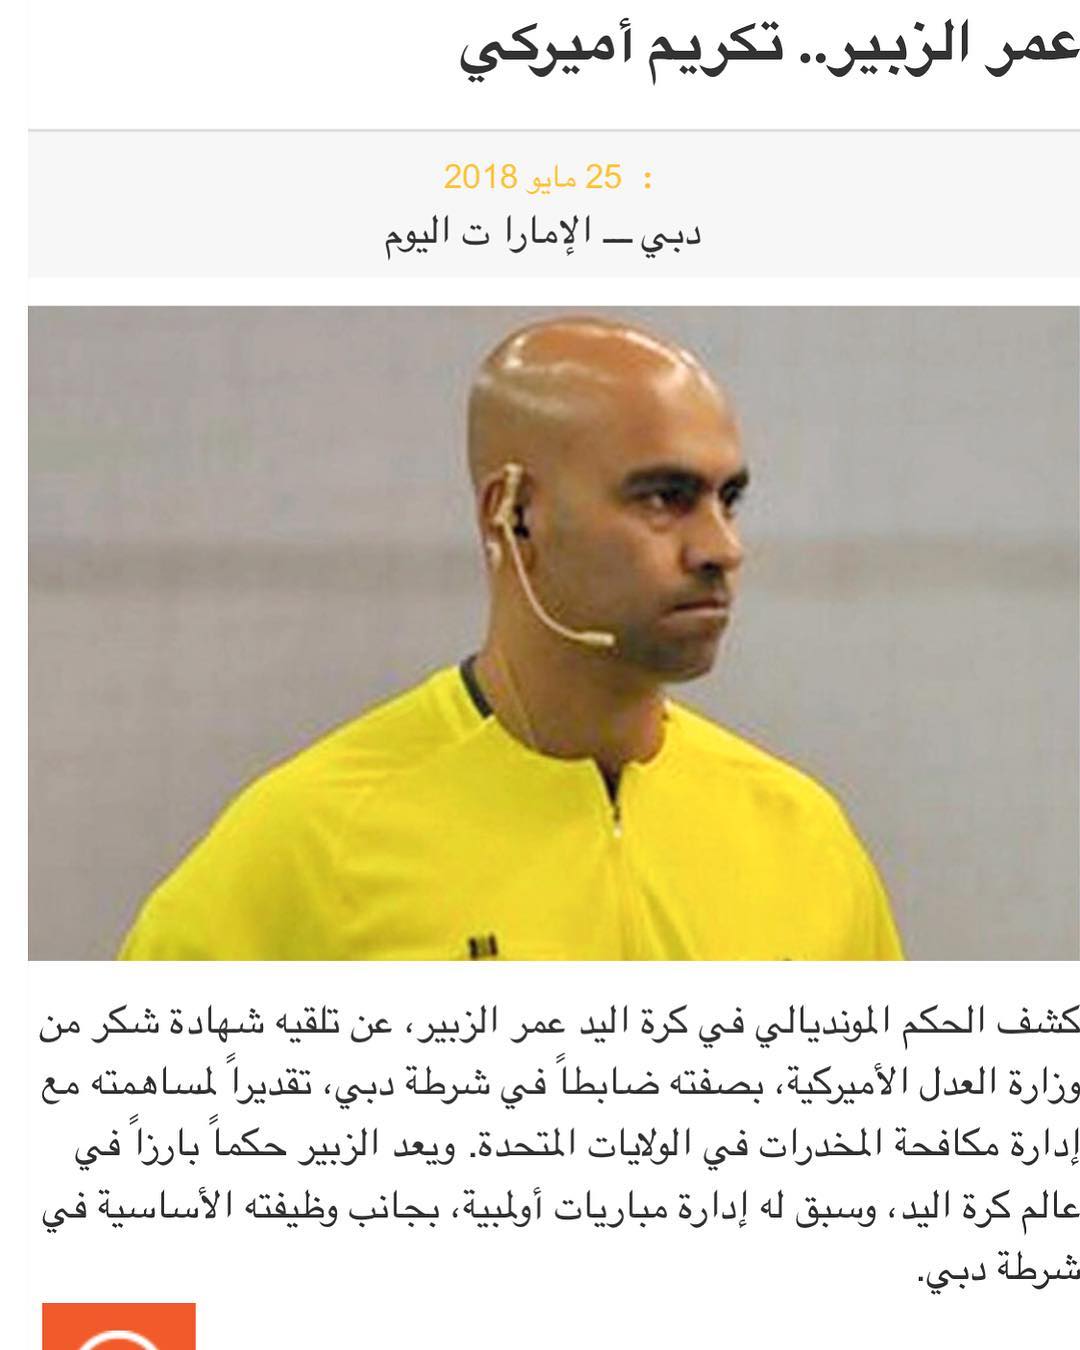 عمر الزبير.. تكريم أميركي
: 25 مايو 2018
دبي ـــ الإمارا ت اليوم
كشف الحكم المونديالي في كرة اليد عمر الزبير، عن تلقيه شهادة شكر من
وزارة العدل الأميركية، بصفته ضابطاً في شرطة دبي، تقديراً لمساهمته مع
إدارة مكافحة المخدرات في الولايات المتحدة. ويعد الزبير حكماً بارزاً في
عالم كرة اليد، وسبق له إدارة مباريات أولمبية، بجانب وظيفته الأساسية في
شرطة دبي.